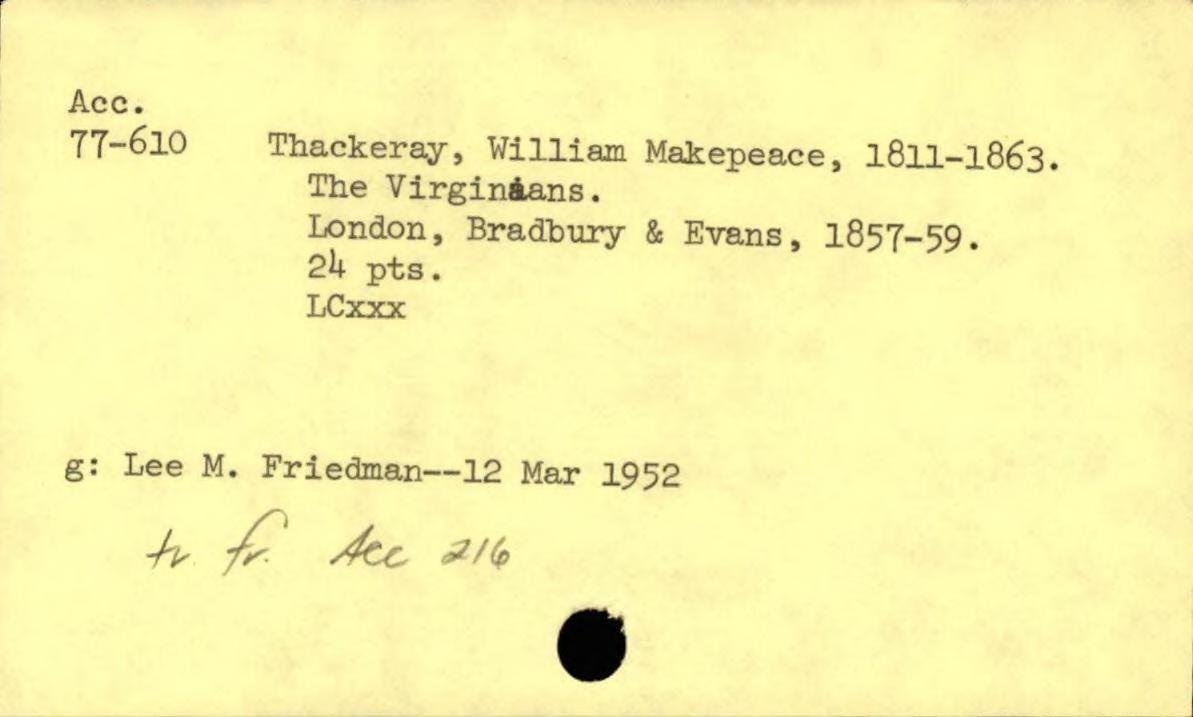 Acc.
77-610 Thackeray, William Makepeace, 1811-1863.
The Virginians.
London, Bradbury & Evans, 1857-59.
24 pts.
LCxxx
g: Lee M. Friedman--12 Mar 1952
tr. fr. Acc 216